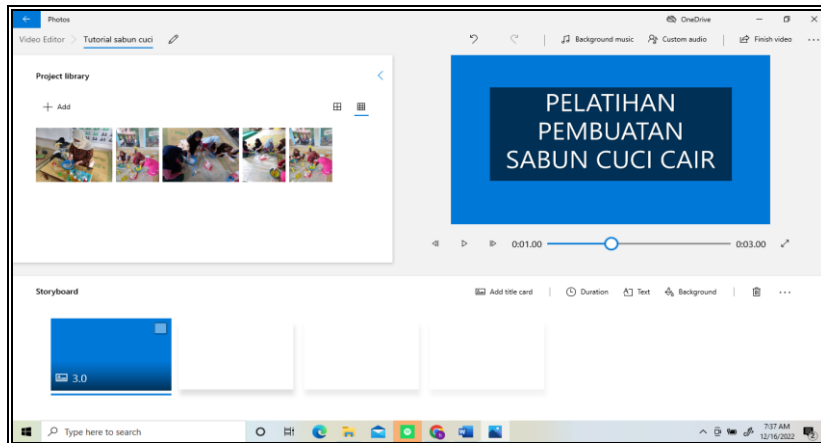 Photos
OneDrive
Video Editor > Tutorial sabun cuci
Background music
Custom audio
Finish video
Project library
+ Add
PELATIHAN
PEMBUATAN
SABUN CUCI CAIR
0:01.00
0:03.00
Storyboard
Add title card
Duration
Text
Background
3.0
Type here to search
7:37 AM
12/16/2022